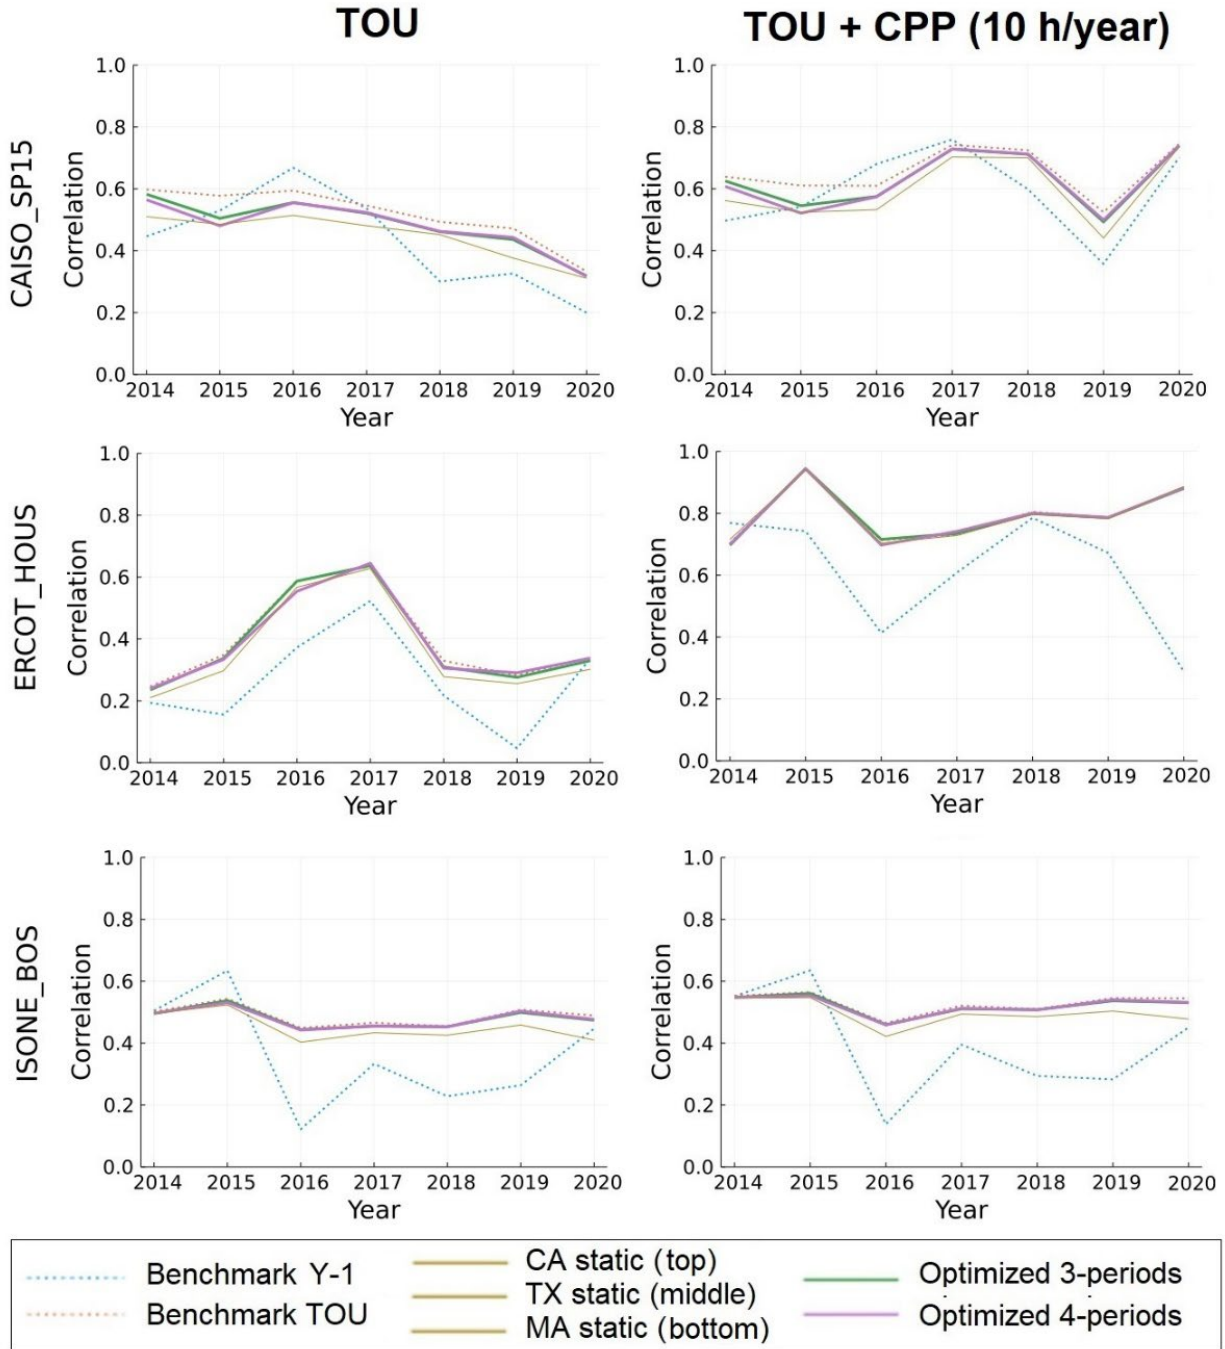 TOU
TOU + CPP (10 h/year)
CAISO_SP15
Correlation
1.0
0.8
0.6
0.4
0.2
0.0
2014 2015 2016 2017 2018 2019 2020
Year
Correlation
1.0
0.8
0.6
0.4
0.2
0.0
2014 2015 2016 2017 2018 2019 2020
Year
ERCOT_HOUS
Correlation
1.0
0.8
0.6
0.4
0.2
0.0
2014 2015 2016 2017 2018 2019 2020
Year
Correlation
1.0
0.8
0.6
0.4
0.2
0.0
2014 2015 2016 2017 2018 2019 2020
Year
ISONE_BOS
Correlation
1.0
0.8
0.6
0.4
0.2
0.0
2014 2015 2016 2017 2018 2019 2020
Year
Correlation
1.0
0.8
0.6
0.4
0.2
0.0
2014 2015 2016 2017 2018 2019 2020
Year
Benchmark Y-1
Benchmark TOU
CA static (top)
TX static (middle)
MA static (bottom)
Optimized 3-periods
Optimized 4-periods